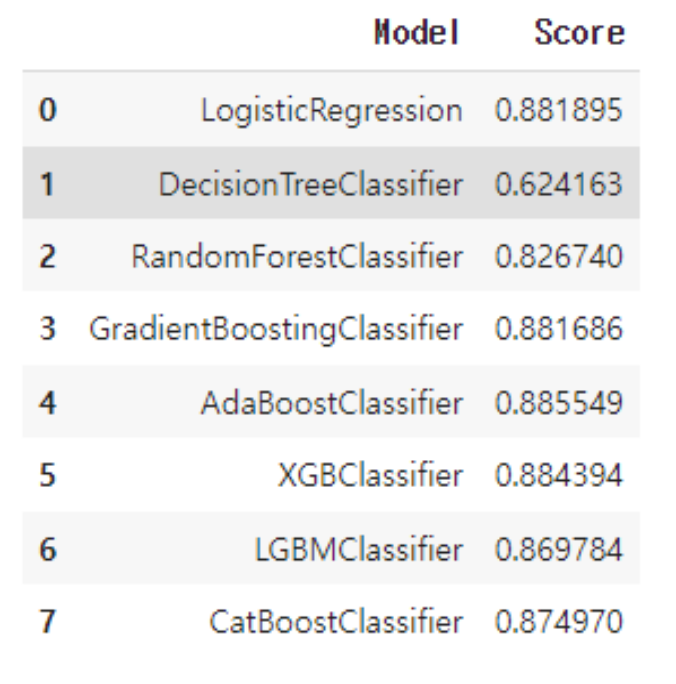 Model Score
0 LogisticRegression 0.881895
1 DecisionTreeClassifier 0.624163
2 RandomForestClassifier 0.826740
3 GradientBoostingClassifier 0.881686
4 AdaBoostClassifier 0.885549
5 XGBClassifier 0.884394
6 LGBMClassifier 0.869784
7 CatBoostClassifier 0.874970